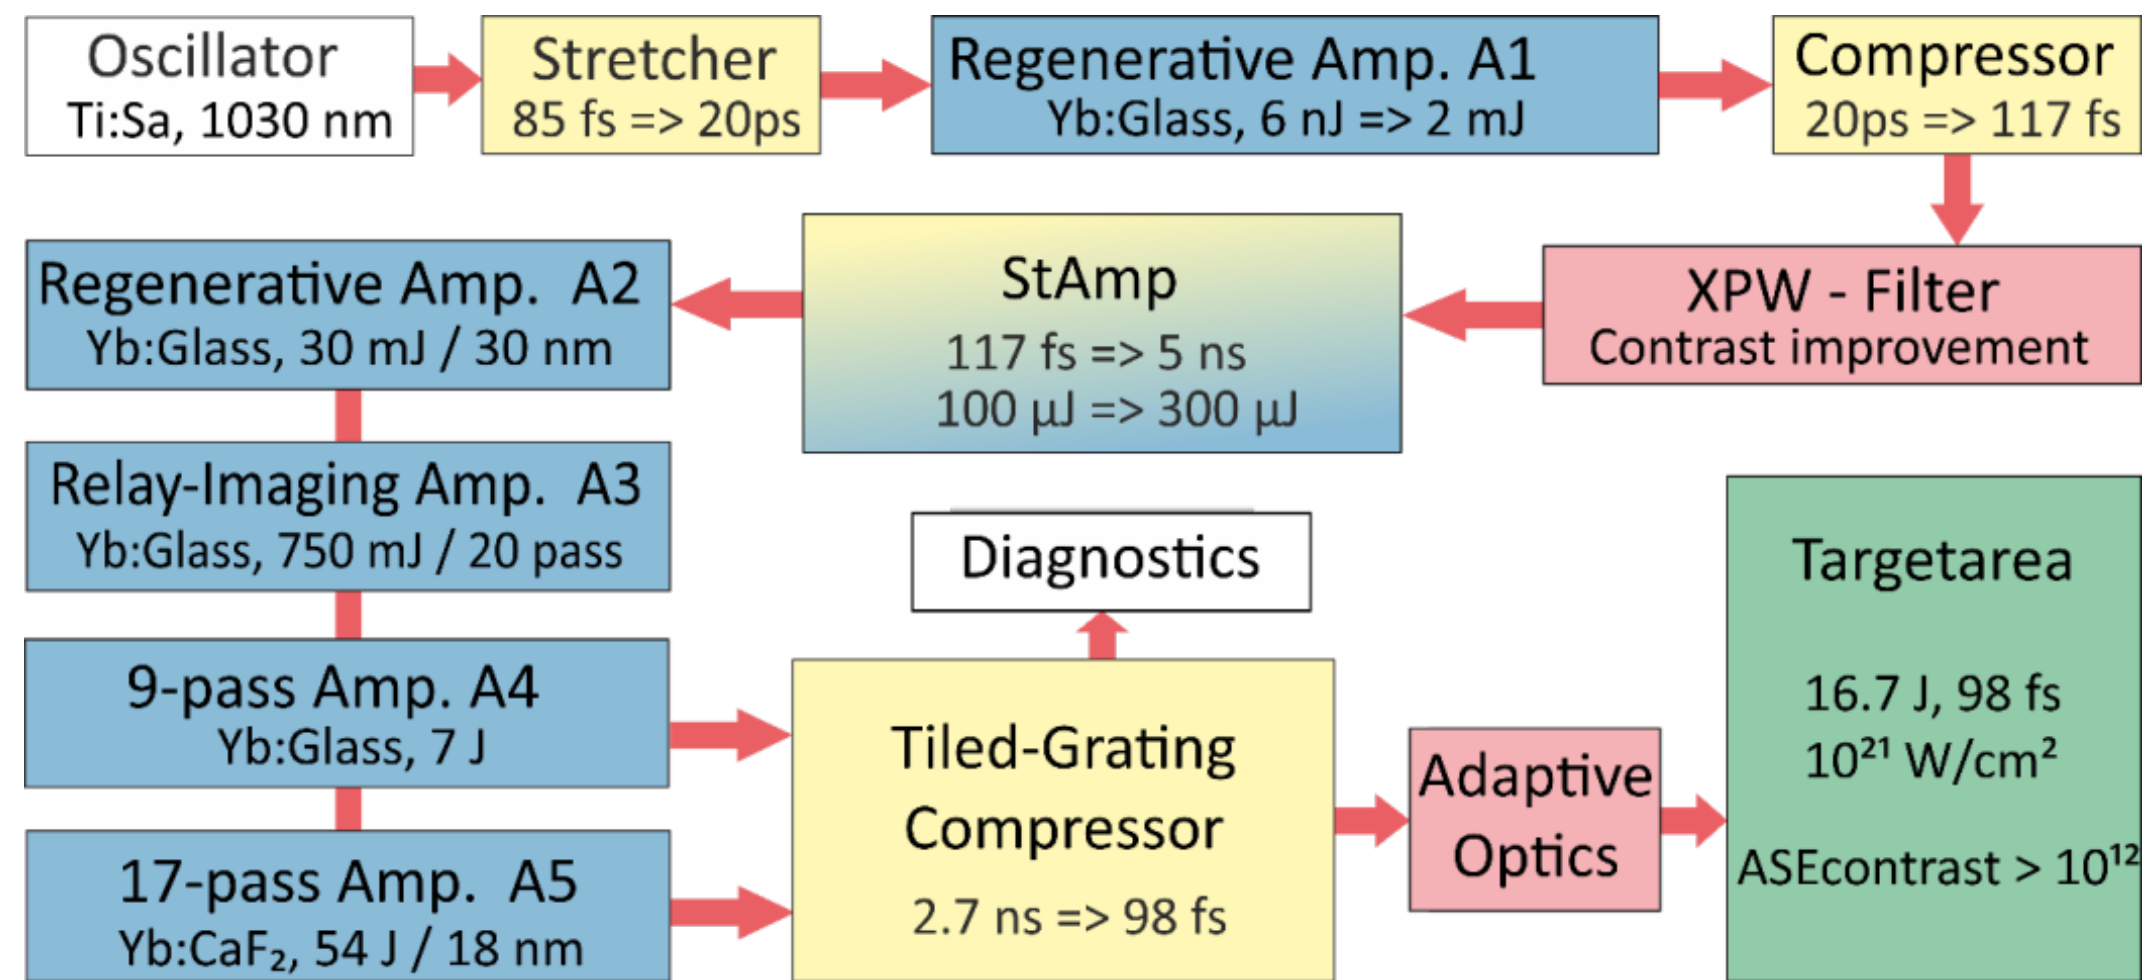 Oscillator
Ti:Sa, 1030 nm
Stretcher
85 fs => 20ps
Regenerative Amp. A1
Yb:Glass, 6 nJ => 2 mJ
Compressor
20ps => 117 fs
XPW - Filter
Contrast improvement
StAmp
117 fs => 5 ns
100 µJ => 300 µJ
Regenerative Amp. A2
Yb:Glass, 30 mJ / 30 nm
Relay-Imaging Amp. A3
Yb:Glass, 750 mJ / 20 pass
9-pass Amp. A4
Yb:Glass, 7 J
17-pass Amp. A5
Yb:CaF₂, 54 J / 18 nm
Tiled-Grating
Compressor
2.7 ns => 98 fs
Diagnostics
Adaptive
Optics
Targetarea
16.7 J, 98 fs
10²¹ W/cm²
ASEcontrast > 10¹²